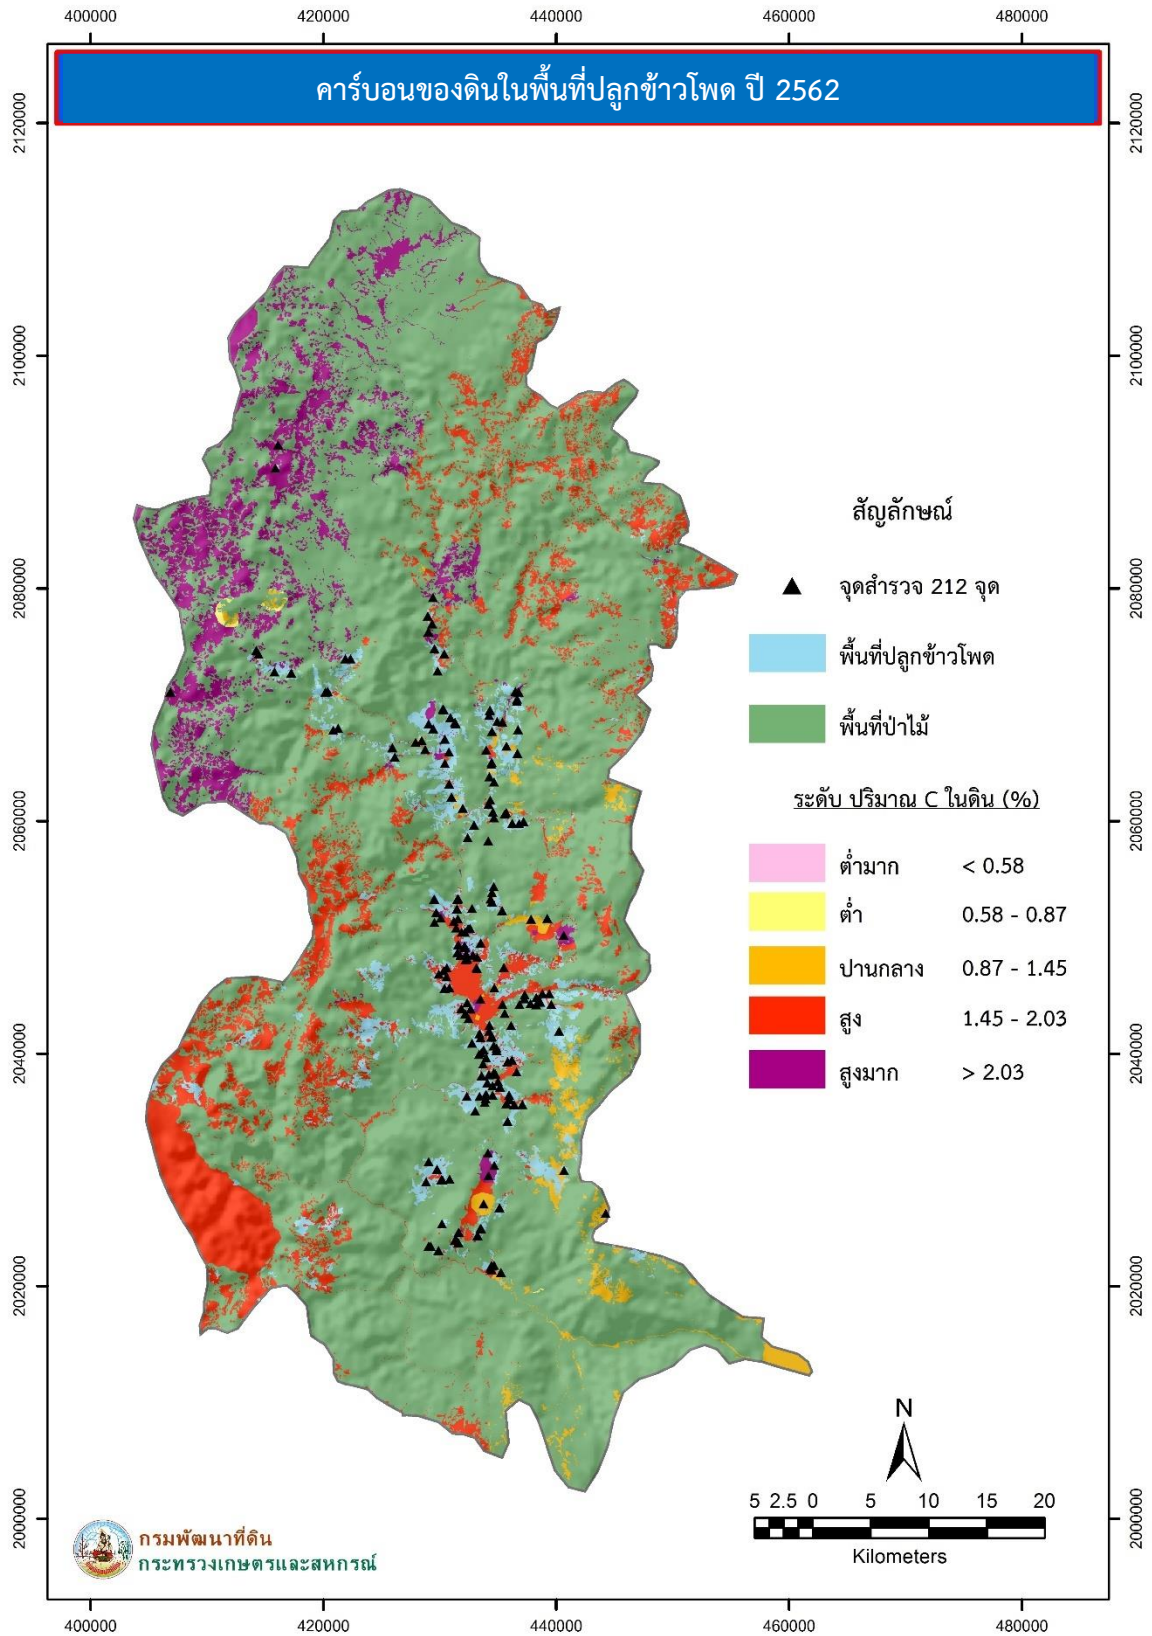 400000 420000 440000 460000 480000
คาร์บอนของดินในพื้นที่ปลูกข้าวโพด ปี 2562
2120000 2120000
2100000 2100000
สัญลักษณ์
จุดสำรวจ 212 จุด
2080000 2080000
พื้นที่ปลูกข้าวโพด
พื้นที่ป่าไม้
ระดับ ปริมาณ C ในดิน (%)
2060000 2060000
ต่ำมาก < 0.58
ต่ำ 0.58 - 0.87
ปานกลาง 0.87 - 1.45
สูง 1.45 - 2.03
2040000 2040000
สูงมาก > 2.03
2020000 2020000
N
5 2.5 0 5 10 15 20
2000000 2000000
Kilometers
กรมพัฒนาที่ดิน
กระทรวงเกษตรและสหกรณ์
400000 420000 440000 460000 480000